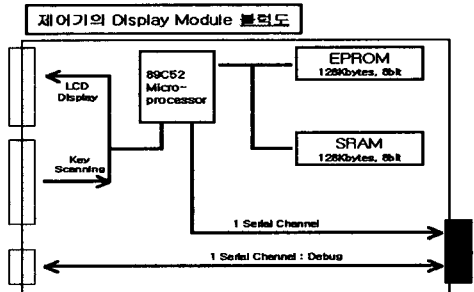 제어기의 Display Module 블럭도
LCD
Display
Key
Scanning
89C52
Micro-
processor
EPROM
128Kbytes, 8bit
SRAM
128Kbytes, 8bit
1 Serial Channel
1 Serial Channel : Debug